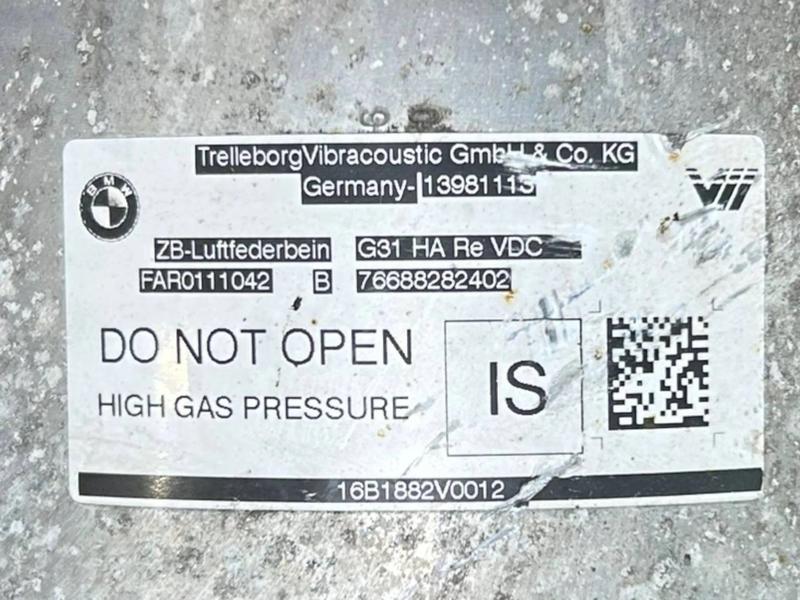 TrelleborgVibracoustic GmbH & Co. KG
Germany-13981113
BMW
ZB-Luftfederbein G31 HA Re VDC
FAR0111042 B 76688282402
DO NOT OPEN
HIGH GAS PRESSURE
IS
16B1882V0012